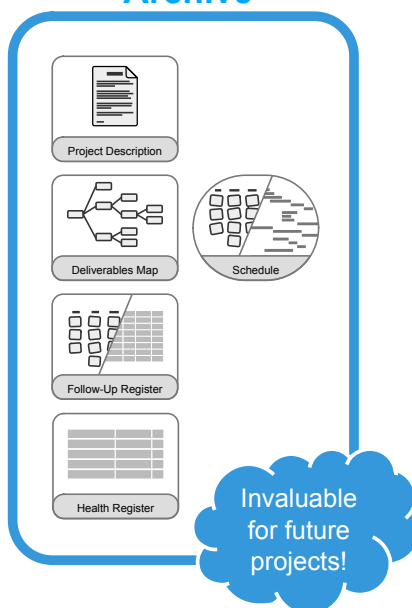 Archive
Project Description
Deliverables Map
Schedule
Follow-Up Register
Health Register
Invaluable
for future
projects!